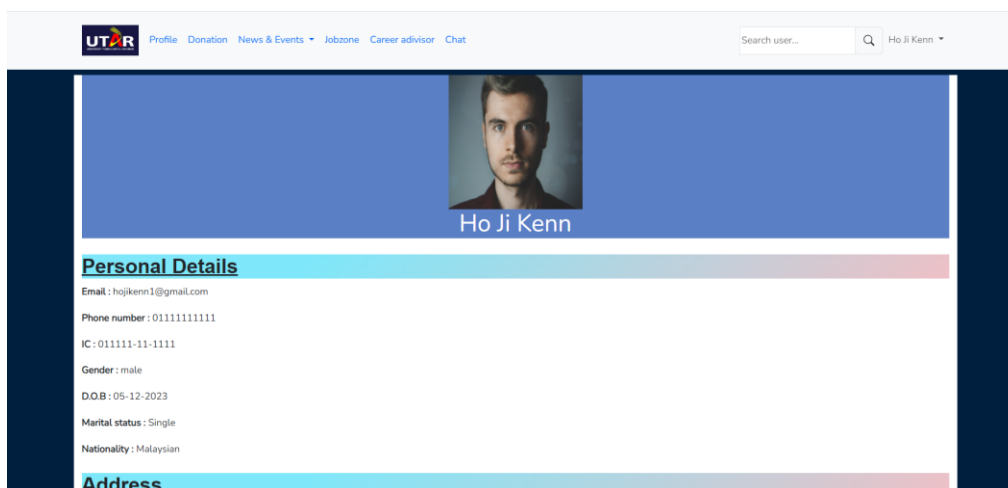 UTAR
Profile Donation News & Events Jobzone Career adivisor Chat Search user... Ho Ji Kenn
Ho Ji Kenn
Personal Details
Email : hojikenn1@gmail.com
Phone number : 01111111111
IC : 011111-11-1111
Gender : male
D.O.B : 05-12-2023
Marital status : Single
Nationality : Malaysian
Address